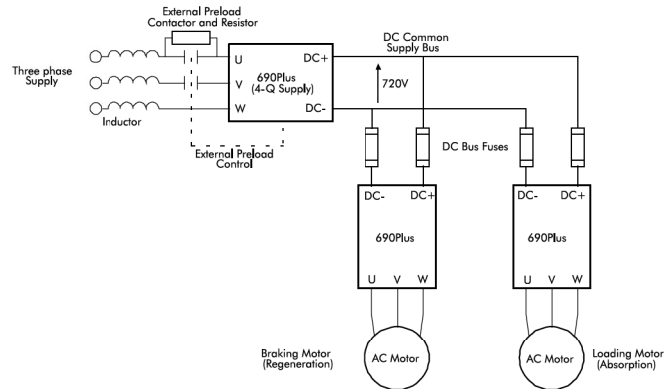 External Preload
Contactor and Resistor
Three phase
Supply
Inductor
U
V
W
690Plus
(4-Q Supply)
DC+
DC-
External Preload
Control
DC Common
Supply Bus
720V
DC Bus Fuses
DC-
DC+
690Plus
U V W
DC-
DC+
690Plus
U V W
Braking Motor
(Regeneration)
AC Motor
AC Motor
Loading Motor
(Absorption)